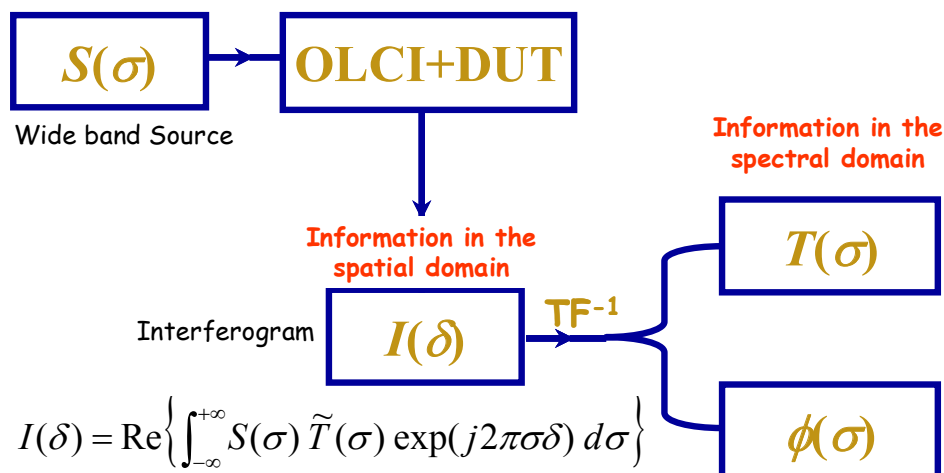 S(σ)
OLCI+DUT
Wide band Source
Information in the
spectral domain
Information in the
spatial domain
T(σ)
TF⁻¹
Interferogram
I(δ)
I(δ) = Re{∫_{-∞}^{+∞} S(σ) T̃(σ) exp(j2πσδ) dσ}
ϕ(σ)